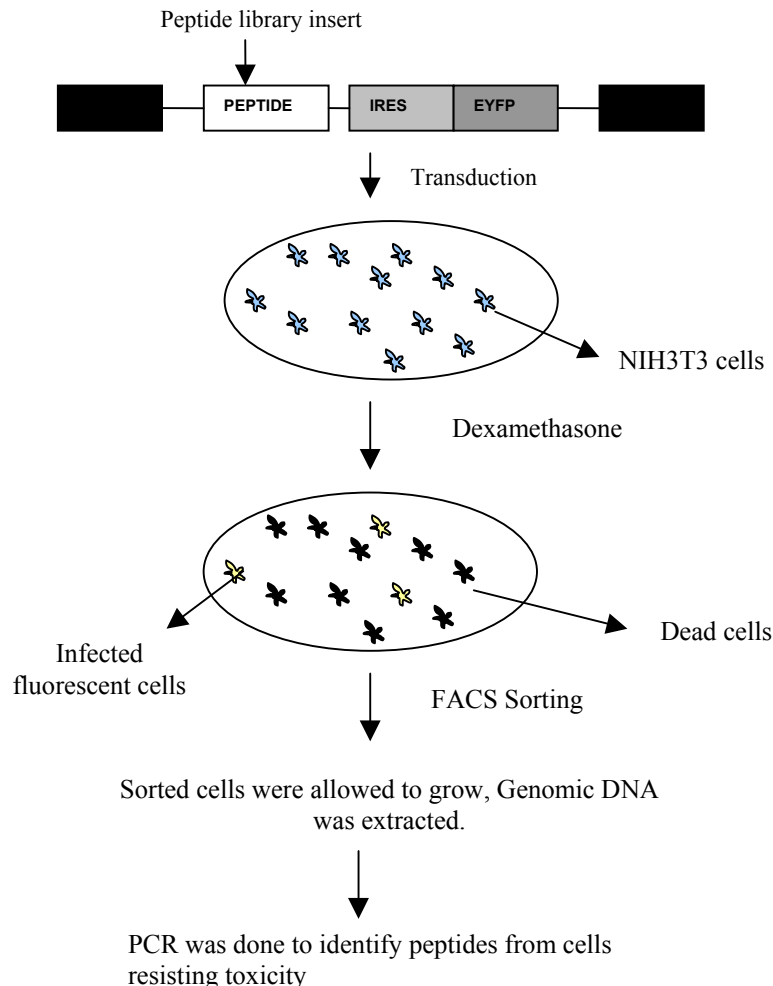 Peptide library insert
PEPTIDE
IRES
EYFP
Transduction
NIH3T3 cells
Dexamethasone
Dead cells
Infected
fluorescent cells
FACS Sorting
Sorted cells were allowed to grow, Genomic DNA
was extracted.
PCR was done to identify peptides from cells
resisting toxicity